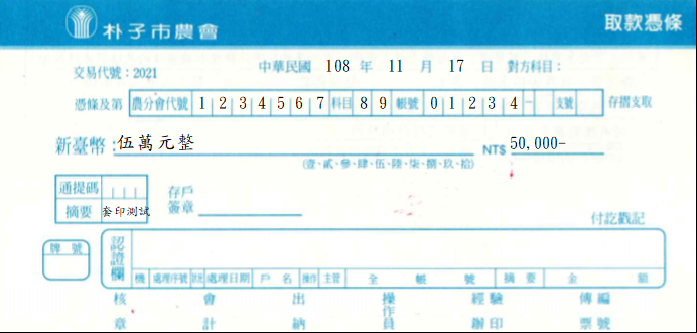 朴子市農會 取款憑條
交易代號：2021 中華民國 108 年 11 月 17 日 對方科目：
憑條及第 農分會代號 1 2 3 4 5 6 7 科目 8 9 帳號 0 1 2 3 4 - 支號 存摺支取
新臺幣：伍萬元整 NT$ 50,000-
(壹、貳、參、肆、伍、陸、柒、捌、玖、拾)
通提碼 存戶
摘要 套印測試 簽章
付訖戳記
牌號 認證欄
機 處理序號 處理日期 戶名 操作 主管 全帳號 摘要 金額
核章 會計 出納 操作員 經辦 驗印 傳票 編號